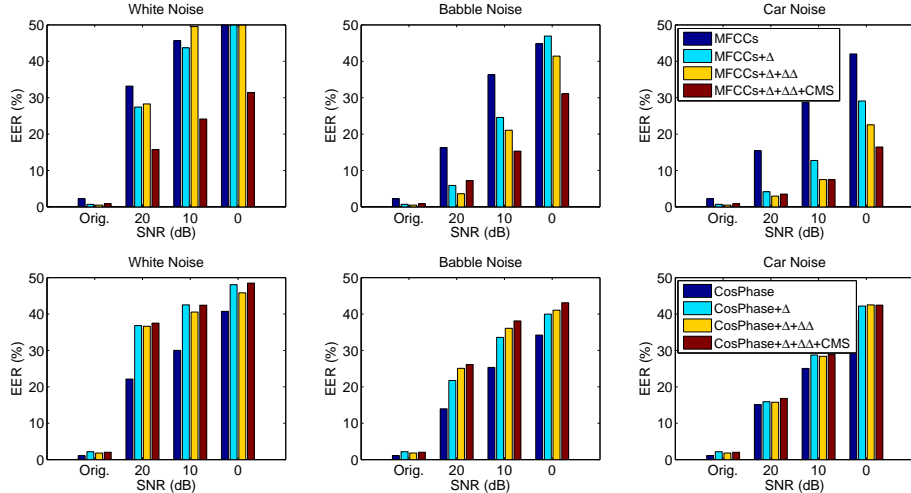 White Noise
50
40
30
20
10
0
EER (%)
Orig. 20 10 0
SNR (dB)
Babble Noise
50
40
30
20
10
0
EER (%)
Orig. 20 10 0
SNR (dB)
Car Noise
50
40
30
20
10
0
EER (%)
MFCCs
MFCCs+Δ
MFCCs+Δ+ΔΔ
MFCCs+Δ+ΔΔ+CMS
Orig. 20 10 0
SNR (dB)
White Noise
50
40
30
20
10
0
EER (%)
Orig. 20 10 0
SNR (dB)
Babble Noise
50
40
30
20
10
0
EER (%)
Orig. 20 10 0
SNR (dB)
Car Noise
50
40
30
20
10
0
EER (%)
CosPhase
CosPhase+Δ
CosPhase+Δ+ΔΔ
CosPhase+Δ+ΔΔ+CMS
Orig. 20 10 0
SNR (dB)